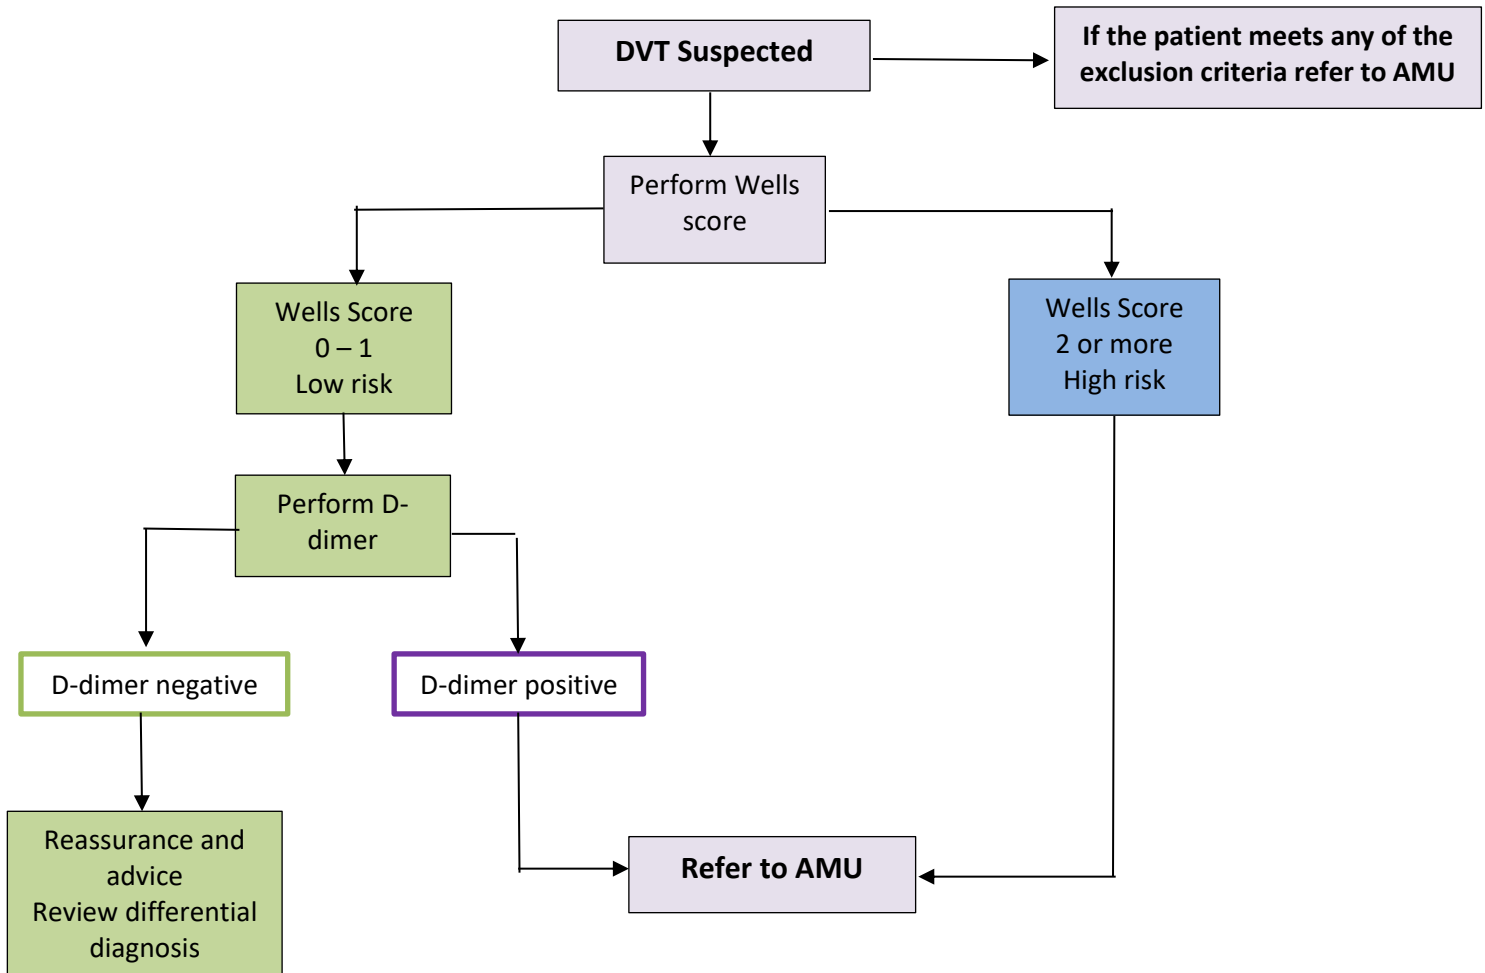 DVT Suspected
If the patient meets any of the
exclusion criteria refer to AMU
Perform Wells
score
Wells Score
0 – 1
Low risk
Wells Score
2 or more
High risk
Perform D-
dimer
D-dimer negative
D-dimer positive
Reassurance and
advice
Review differential
diagnosis
Refer to AMU